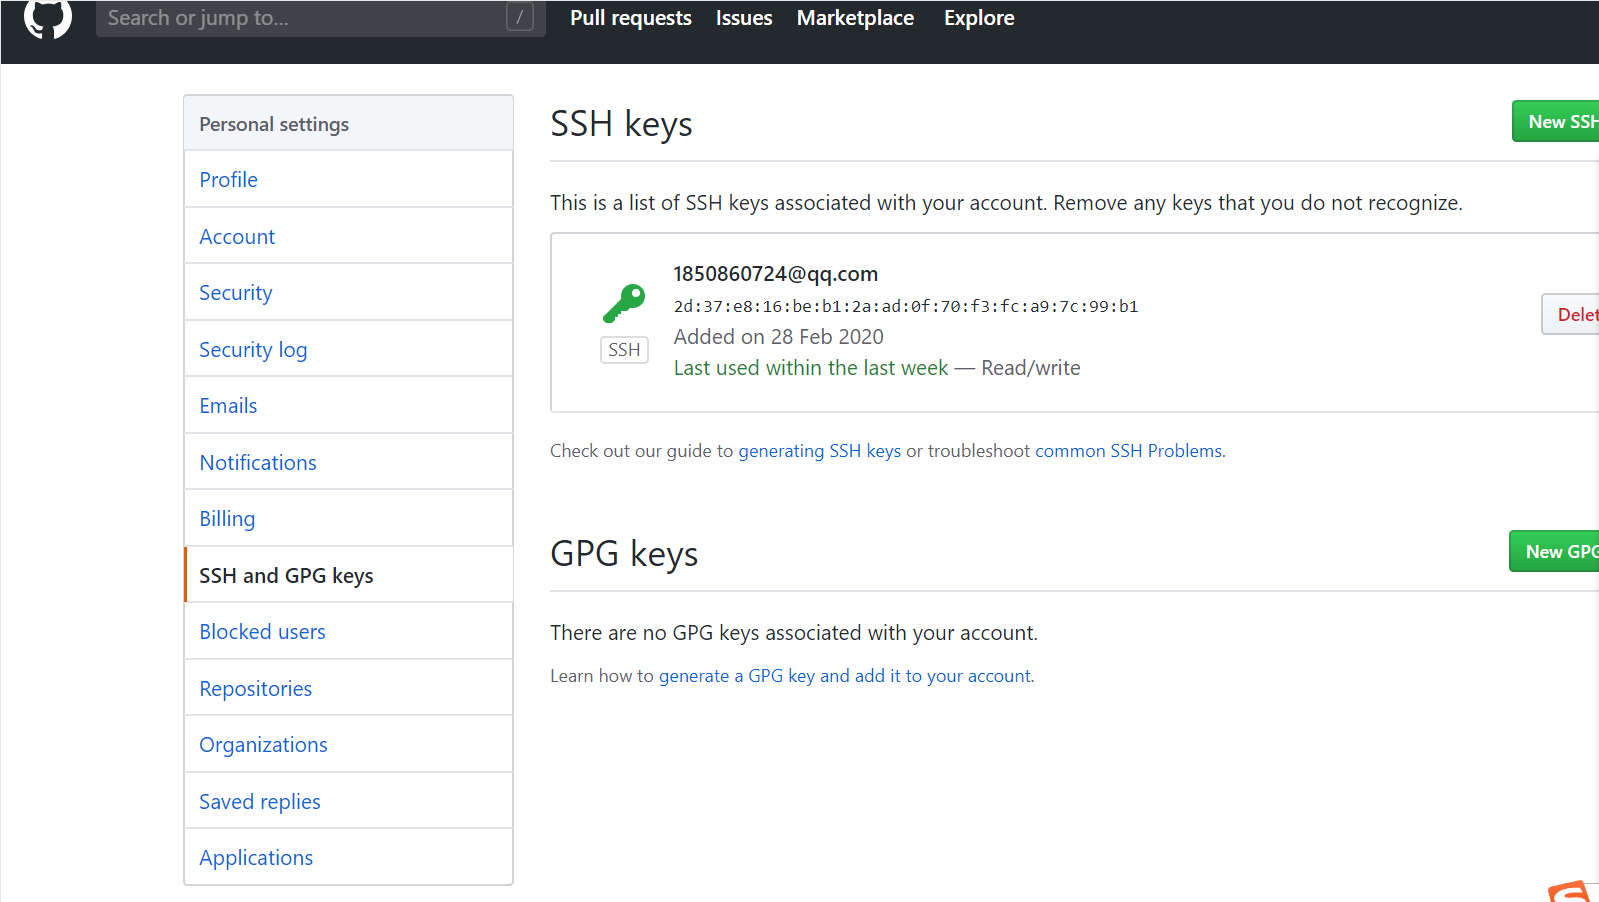 Search or jump to...
/
Pull requests
Issues
Marketplace
Explore
Personal settings
Profile
Account
Security
Security log
Emails
Notifications
Billing
SSH and GPG keys
Blocked users
Repositories
Organizations
Saved replies
Applications
SSH keys
New SSH
This is a list of SSH keys associated with your account. Remove any keys that you do not recognize.
1850860724@qq.com
2d:37:e8:16:be:b1:2a:ad:0f:70:f3:fc:a9:7c:99:b1
Added on 28 Feb 2020
Last used within the last week — Read/write
SSH
Delet
Check out our guide to generating SSH keys or troubleshoot common SSH Problems.
GPG keys
New GPG
There are no GPG keys associated with your account.
Learn how to generate a GPG key and add it to your account.